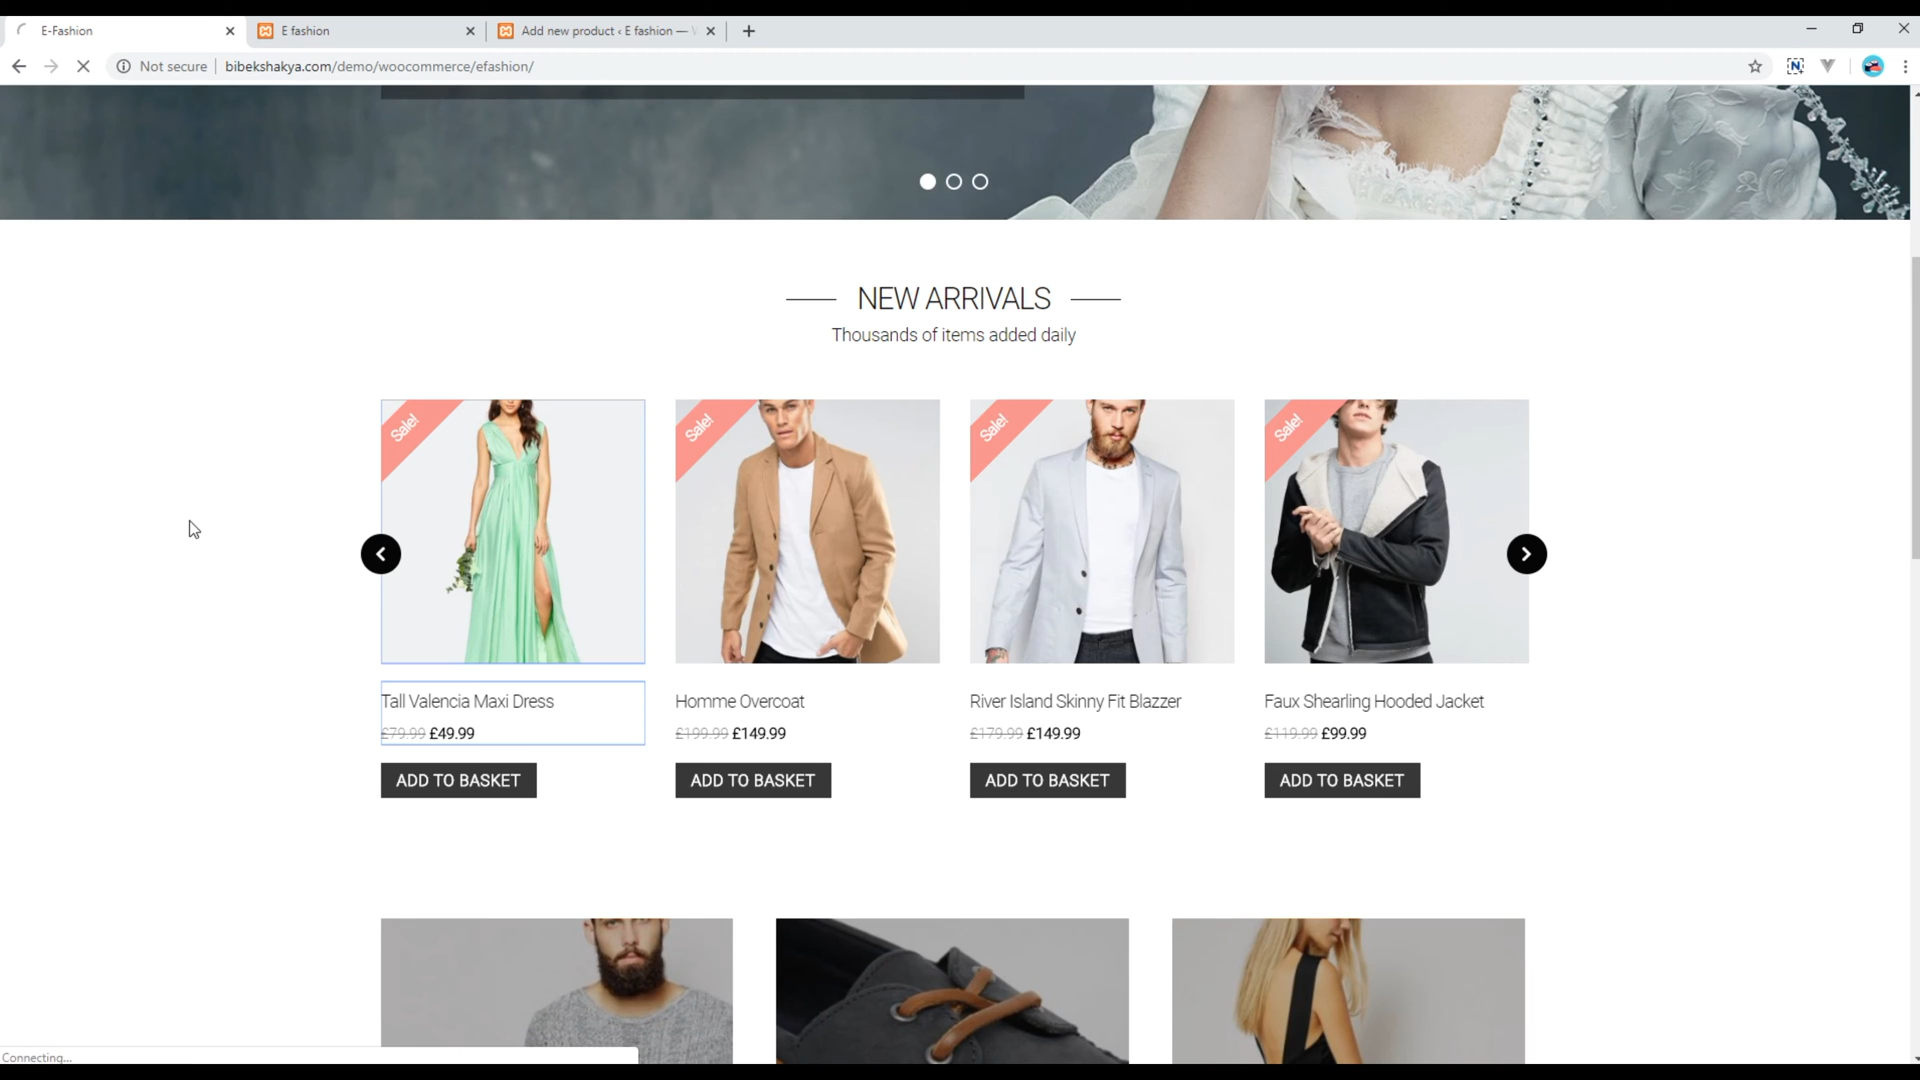 E-Fashion
E fashion
Add new product ‹ E fashion —
Not secure
bibekshakya.com/demo/woocommerce/efashion/
NEW ARRIVALS
Thousands of items added daily
Sale!
Sale!
Sale!
Sale!
Tall Valencia Maxi Dress
Homme Overcoat
River Island Skinny Fit Blazzer
Faux Shearling Hooded Jacket
£79.99 £49.99
£199.99 £149.99
£179.99 £149.99
£119.99 £99.99
ADD TO BASKET
ADD TO BASKET
ADD TO BASKET
ADD TO BASKET
Connecting...